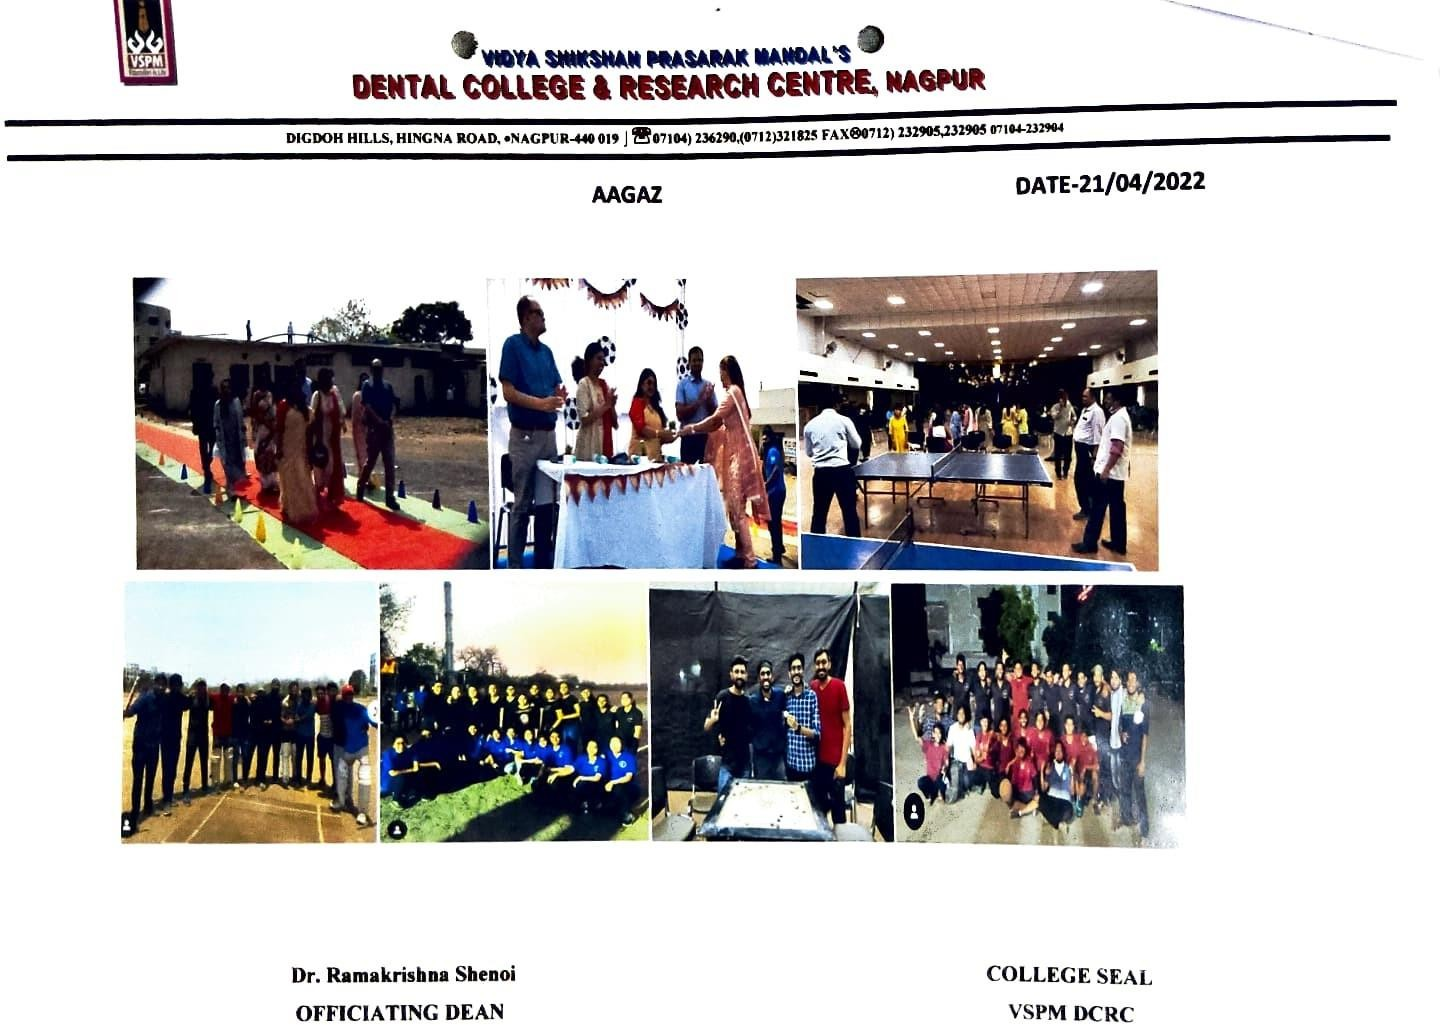 VSPM
VIDYA SHIKSHAN PRASARAK MANDAL'S
DENTAL COLLEGE & RESEARCH CENTRE, NAGPUR
DIGDOH HILLS, HINGNA ROAD, •NAGPUR-440 019 | ☎07104) 236290,(0712)321825 FAX⊗0712) 232905,232905 07104-232904
AAGAZ
DATE-21/04/2022
Dr. Ramakrishna Shenoi
COLLEGE SEAL
OFFICIATING DEAN
VSPM DCRC